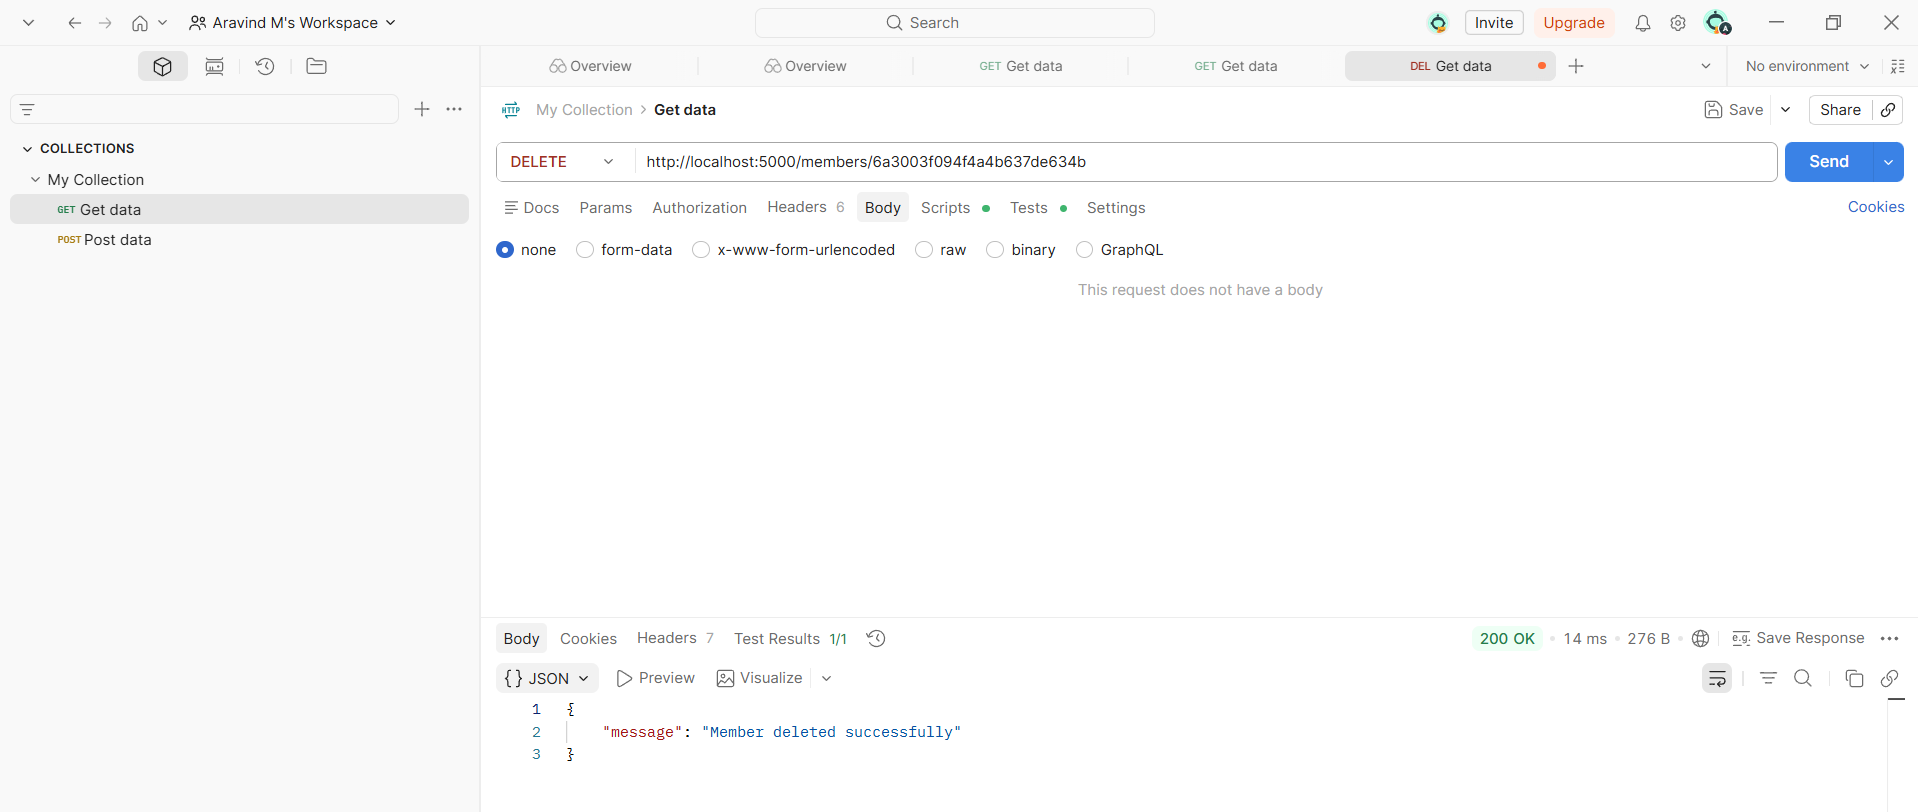 Aravind M's Workspace
Search
Invite
Upgrade
A
Overview
Overview
GET Get data
GET Get data
DEL Get data
No environment
COLLECTIONS
My Collection
GET Get data
POST Post data
HTTP My Collection > Get data
Save
Share
DELETE http://localhost:5000/members/6a3003f094f4a4b637de634b
Send
Docs Params Authorization Headers 6 Body Scripts Tests Settings
Cookies
none form-data x-www-form-urlencoded raw binary GraphQL
This request does not have a body
Body Cookies Headers 7 Test Results 1/1
200 OK • 14 ms • 276 B • e.g. Save Response
{ } JSON Preview Visualize
1 {
2 "message": "Member deleted successfully"
3 }